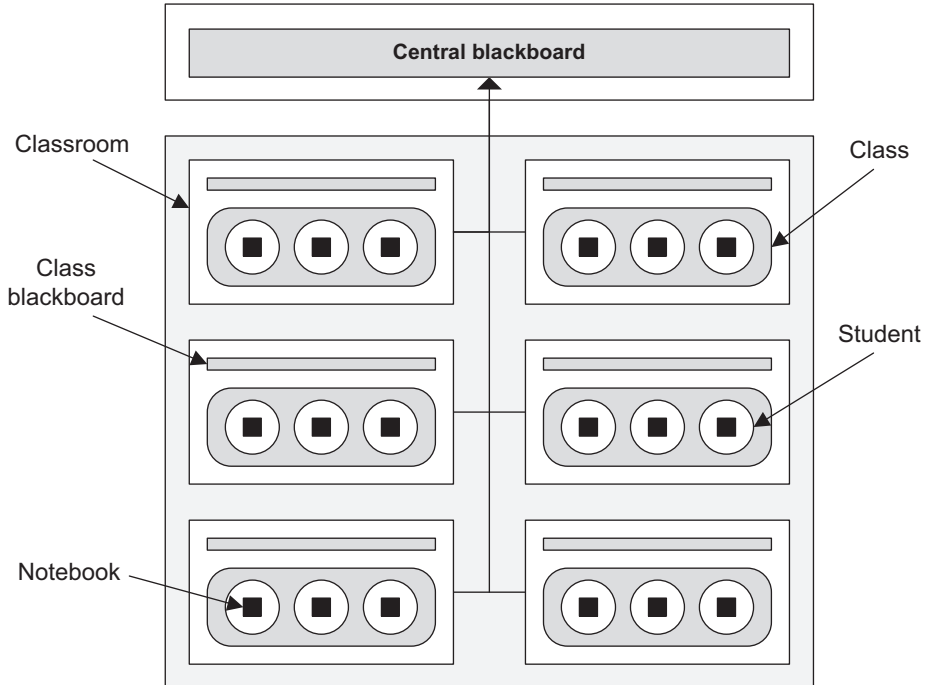 Central blackboard
Classroom
Class
Class
blackboard
Student
Notebook